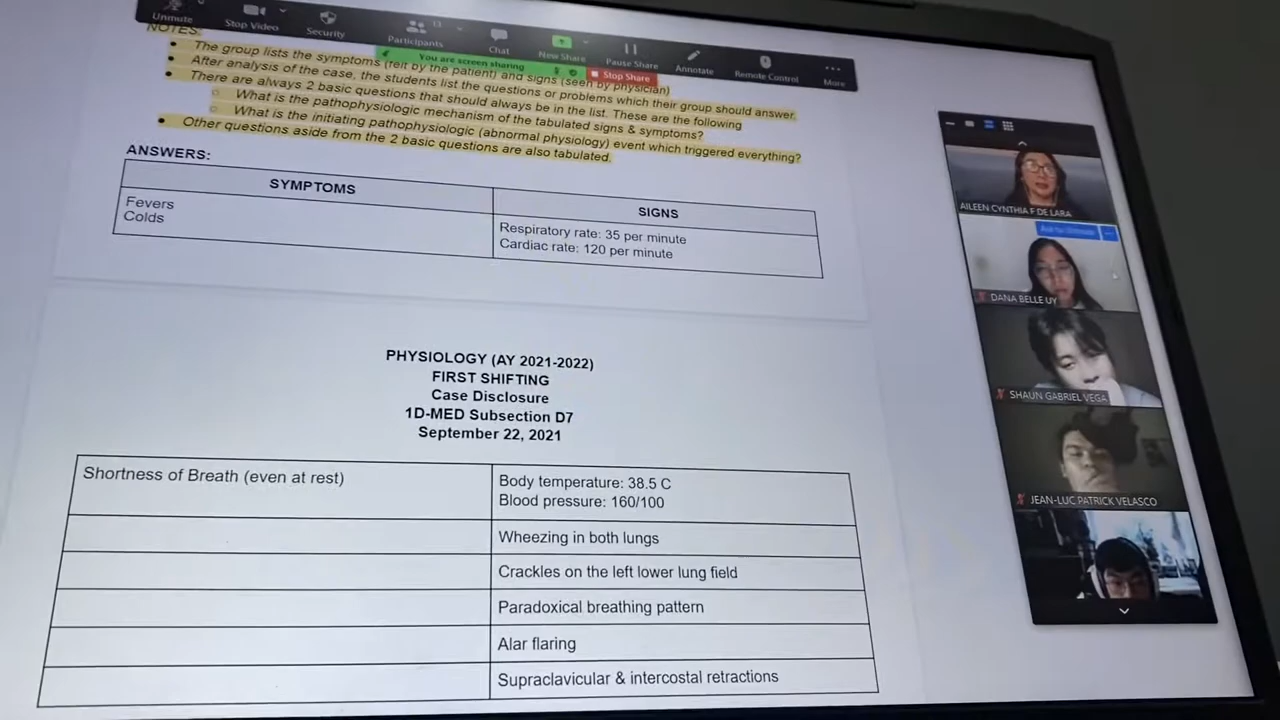 Unmute
Stop Video
Security
Participants
13
Chat
New Share
Pause Share
Annotate
Remote Control
More
You are screen sharing
Stop Share
NOTES:
The group lists the symptoms (felt by the patient) and signs (seen by physician)
After analysis of the case, the students list the questions or problems which their group should answer.
There are always 2 basic questions that should always be in the list. These are the following
What is the pathophysiologic mechanism of the tabulated signs & symptoms?
What is the initiating pathophysiologic (abnormal physiology) event which triggered everything?
Other questions aside from the 2 basic questions are also tabulated.
ANSWERS:
SYMPTOMS
SIGNS
Fevers
Colds
Respiratory rate: 35 per minute
Cardiac rate: 120 per minute
PHYSIOLOGY (AY 2021-2022)
FIRST SHIFTING
Case Disclosure
1D-MED Subsection D7
September 22, 2021
Shortness of Breath (even at rest)
Body temperature: 38.5 C
Blood pressure: 160/100
Wheezing in both lungs
Crackles on the left lower lung field
Paradoxical breathing pattern
Alar flaring
Supraclavicular & intercostal retractions
AILEEN CYNTHIA F DE LARA
Ask to Unmute
DANA BELLE UY
SHAUN GABRIEL VEGA
JEAN-LUC PATRICK VELASCO